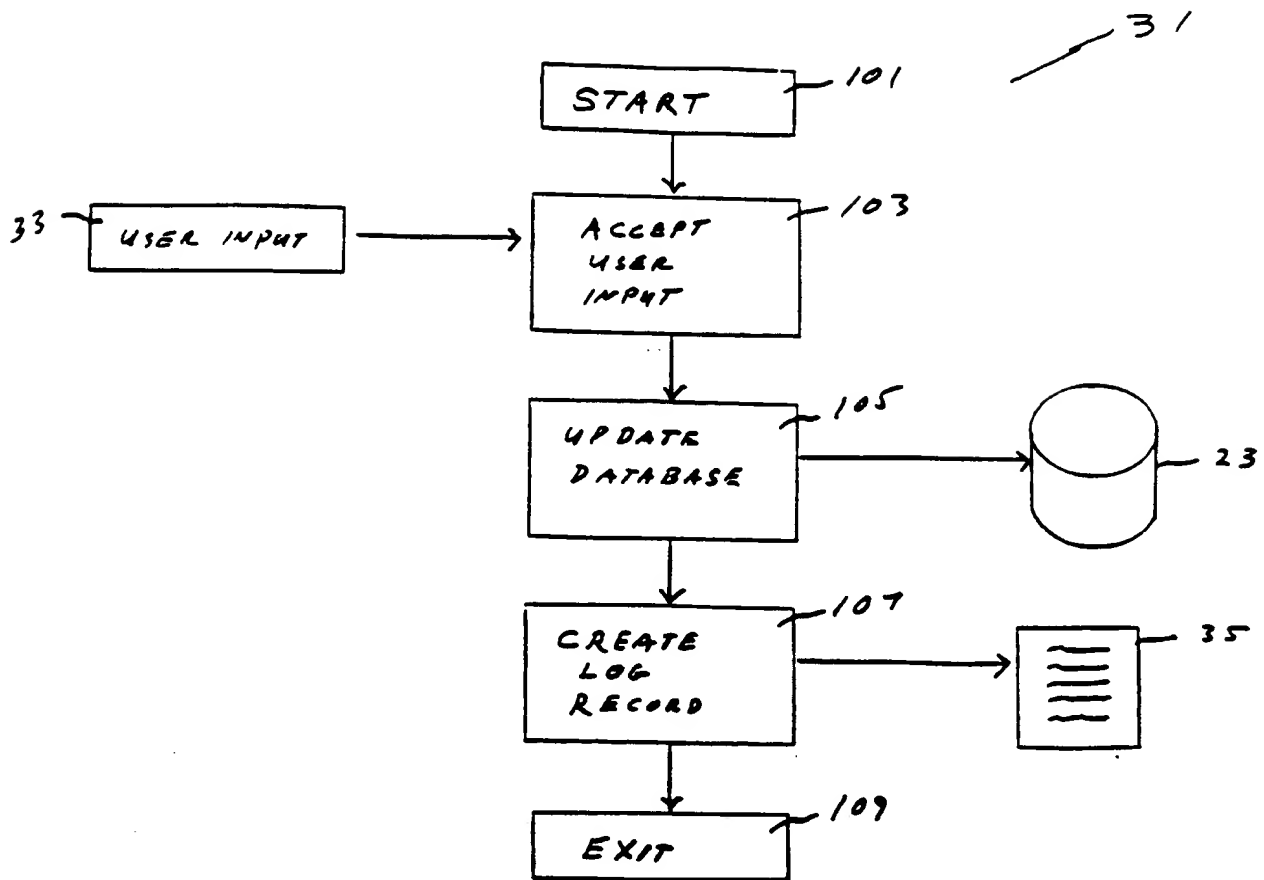 31
START
101
33
USER INPUT
ACCEPT
USER
INPUT
103
UPDATE
DATABASE
105
23
CREATE
LOG
RECORD
107
35
EXIT
109